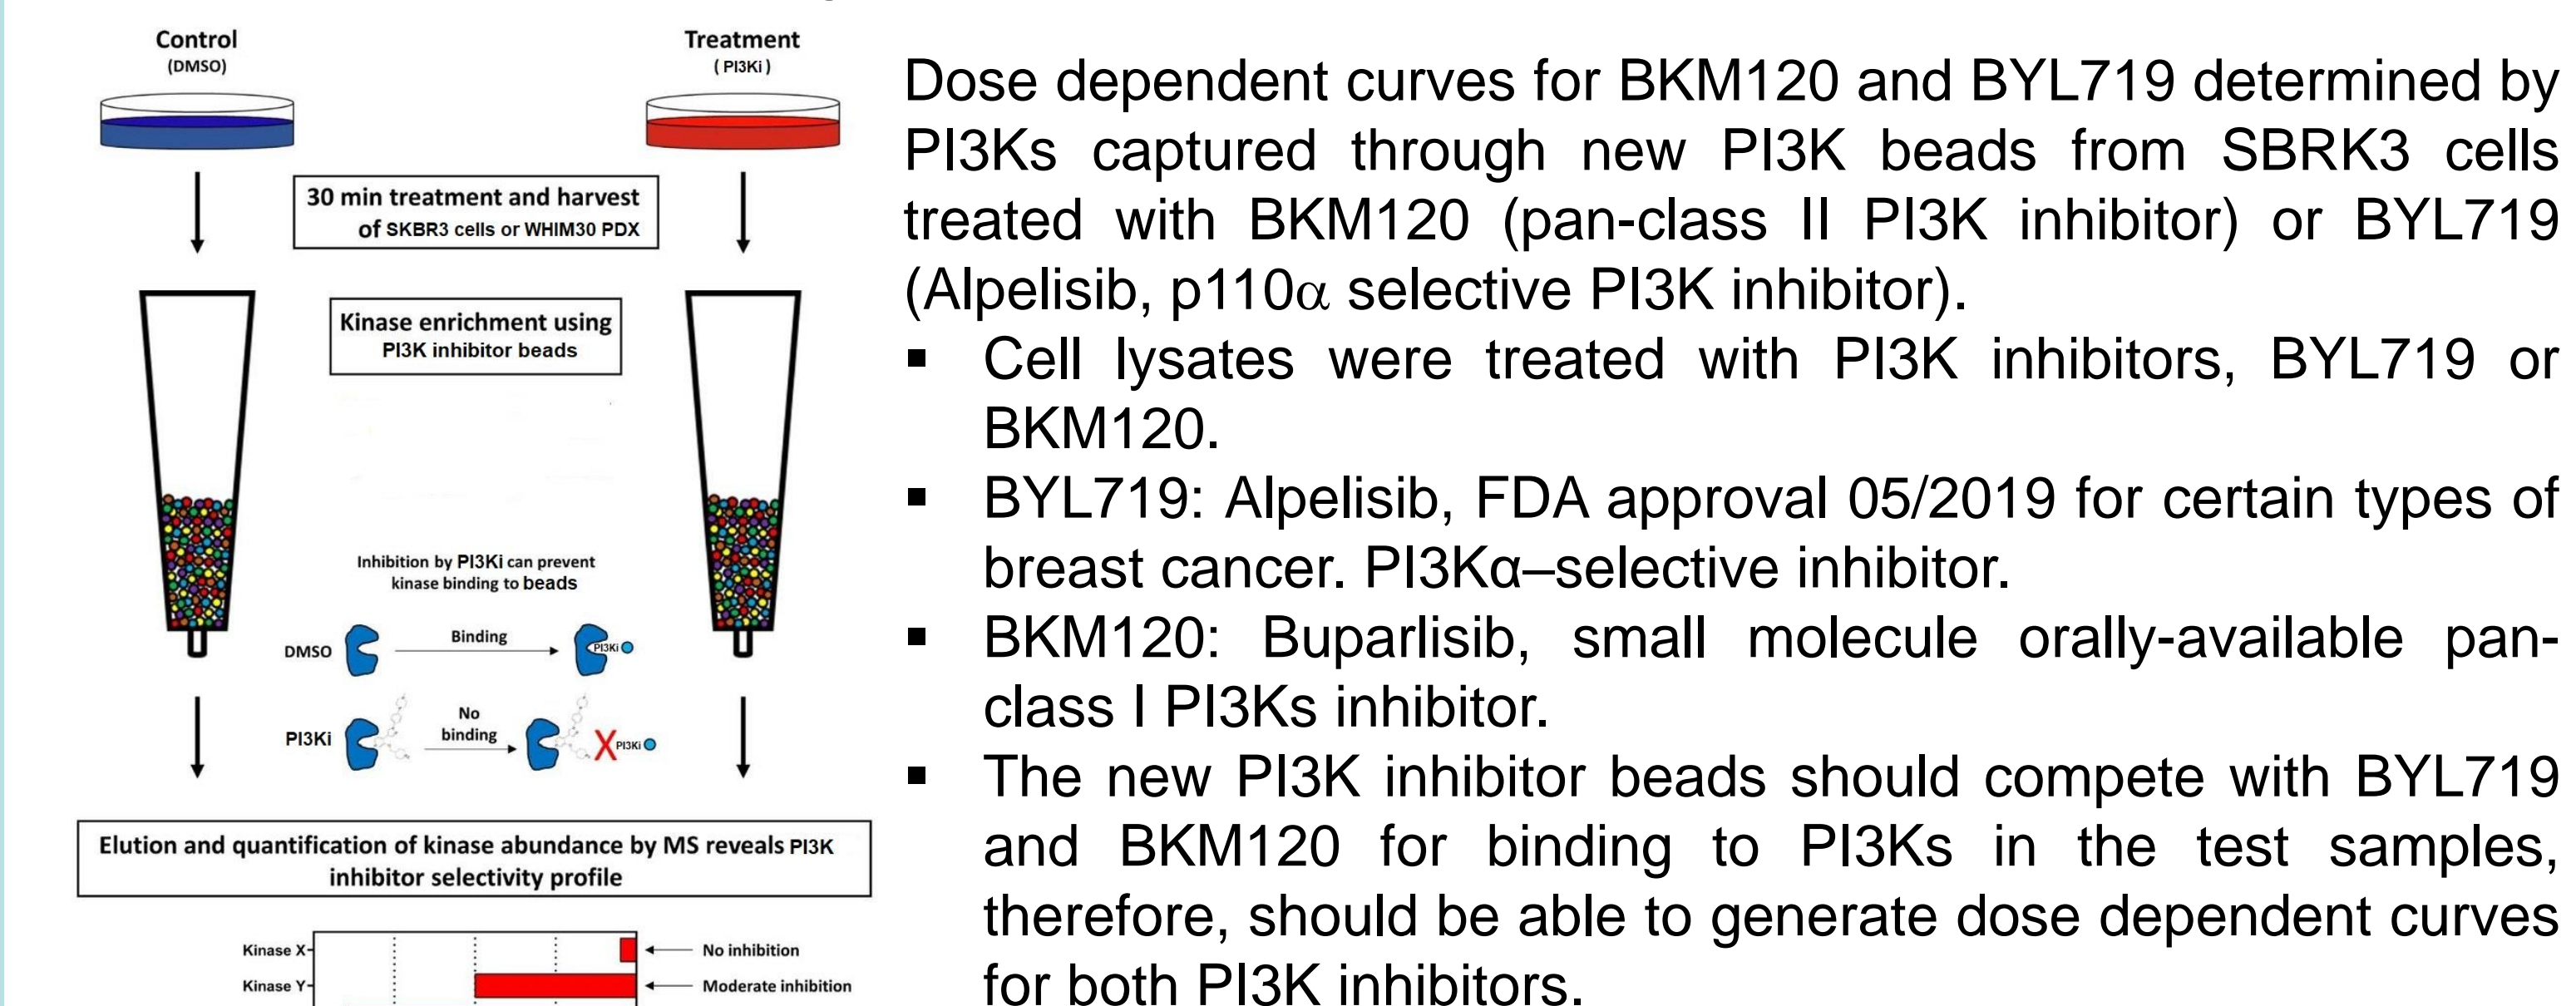 Control
(DMSO)
Treatment
( PI3Ki )
30 min treatment and harvest
of SKBR3 cells or WHIM30 PDX
Kinase enrichment using
PI3K inhibitor beads
Inhibition by PI3Ki can prevent
kinase binding to beads
DMSO
Binding
PI3Ki
PI3Ki
No
binding
X PI3Ki
Elution and quantification of kinase abundance by MS reveals PI3K
inhibitor selectivity profile
Kinase X
No inhibition
Kinase Y
Moderate inhibition
Dose dependent curves for BKM120 and BYL719 determined by
PI3Ks captured through new PI3K beads from SBRK3 cells
treated with BKM120 (pan-class II PI3K inhibitor) or BYL719
(Alpelisib, p110α selective PI3K inhibitor).
▪ Cell lysates were treated with PI3K inhibitors, BYL719 or
BKM120.
▪ BYL719: Alpelisib, FDA approval 05/2019 for certain types of
breast cancer. PI3Kα–selective inhibitor.
▪ BKM120: Buparlisib, small molecule orally-available pan-
class I PI3Ks inhibitor.
▪ The new PI3K inhibitor beads should compete with BYL719
and BKM120 for binding to PI3Ks in the test samples,
therefore, should be able to generate dose dependent curves
for both PI3K inhibitors.